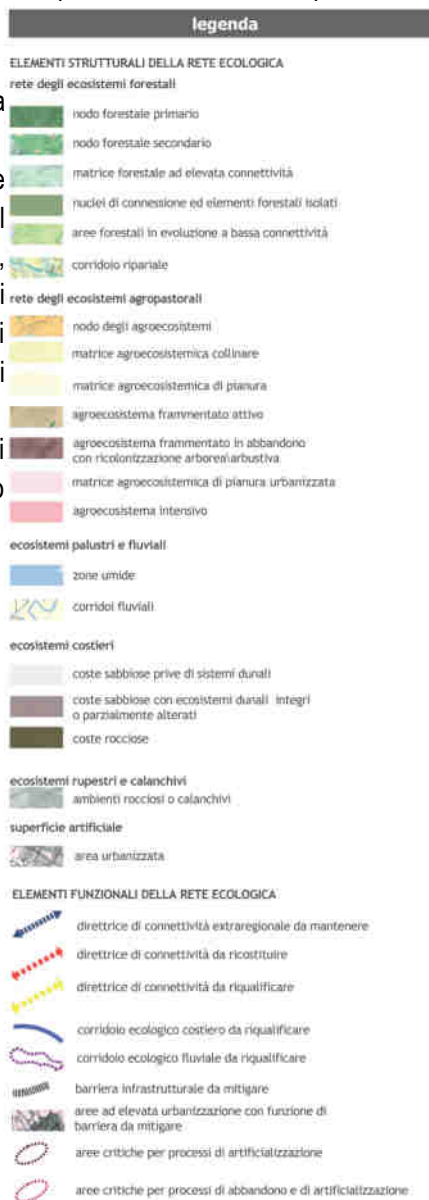 legenda
ELEMENTI STRUTTURALI DELLA RETE ECOLOGICA
rete degli ecosistemi forestali
nodo forestale primario
nodo forestale secondario
matrice forestale ad elevata connettività
nuclei di connessione ed elementi forestali isolati
aree forestali in evoluzione a bassa connettività
corridoio ripariale
rete degli ecosistemi agropastorali
nodo degli agroecosistemi
matrice agroecosistemica collinare
matrice agroecosistemica di pianura
agroecosistema frammentato attivo
agroecosistema frammentato in abbandono
con ricolonizzazione arborea\arbustiva
matrice agroecosistemica di pianura urbanizzata
agroecosistema intensivo
ecosistemi palustri e fluviali
zone umide
corridoi fluviali
ecosistemi costieri
coste sabbiose prive di sistemi dunali
coste sabbiose con ecosistemi dunali integri
o parzialmente alterati
coste rocciose
ecosistemi rupestri e calanchivi
ambienti rocciosi o calanchivi
superficie artificiale
area urbanizzata
ELEMENTI FUNZIONALI DELLA RETE ECOLOGICA
direttrice di connettività extraregionale da mantenere
direttrice di connettività da ricostituire
direttrice di connettività da riqualificare
corridoio ecologico costiero da riqualificare
corridoio ecologico fluviale da riqualificare
barriera infrastrutturale da mitigare
aree ad elevata urbanizzazione con funzione di
barriera da mitigare
aree critiche per processi di artificializzazione
aree critiche per processi di abbandono e di artificializzazione